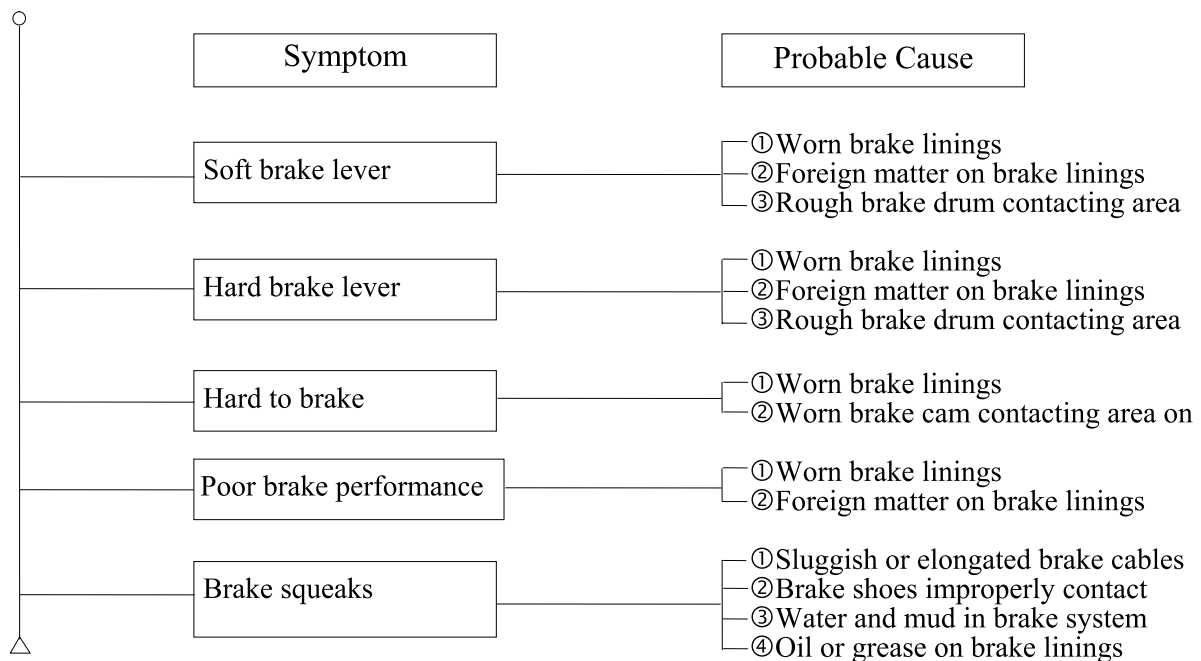 Symptom
Probable Cause
Soft brake lever
①Worn brake linings
②Foreign matter on brake linings
③Rough brake drum contacting area
Hard brake lever
①Worn brake linings
②Foreign matter on brake linings
③Rough brake drum contacting area
Hard to brake
①Worn brake linings
②Worn brake cam contacting area on
Poor brake performance
①Worn brake linings
②Foreign matter on brake linings
Brake squeaks
①Sluggish or elongated brake cables
②Brake shoes improperly contact
③Water and mud in brake system
④Oil or grease on brake linings